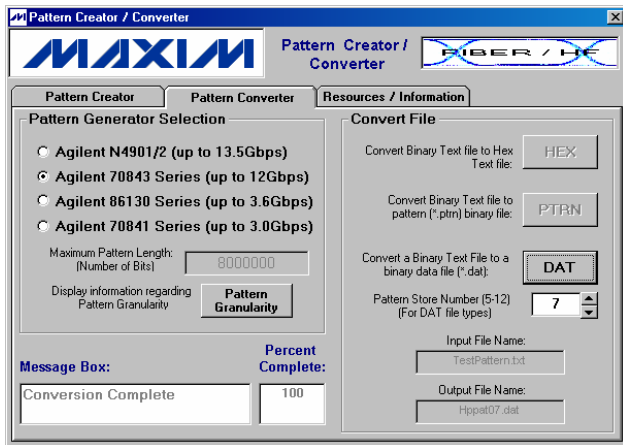 Pattern Creator / Converter
MAXIM
Pattern Creator /
Converter
FIBER / HF
Pattern Creator
Pattern Converter
Resources / Information
Pattern Generator Selection
Agilent N4901/2 (up to 13.5Gbps)
Agilent 70843 Series (up to 12Gbps)
Agilent 86130 Series (up to 3.6Gbps)
Agilent 70841 Series (up to 3.0Gbps)
Maximum Pattern Length:
(Number of Bits)
8000000
Display information regarding
Pattern Granularity
Pattern
Granularity
Convert File
Convert Binary Text file to Hex
Text file:
HEX
Convert Binary Text file to
pattern (*.ptrn) binary file:
PTRN
Convert a Binary Text File to a
binary data file (*.dat):
DAT
Pattern Store Number (5-12)
(For DAT file types)
7
Input File Name:
TestPattern.txt
Output File Name:
Hppat07.dat
Message Box:
Conversion Complete
Percent
Complete:
100